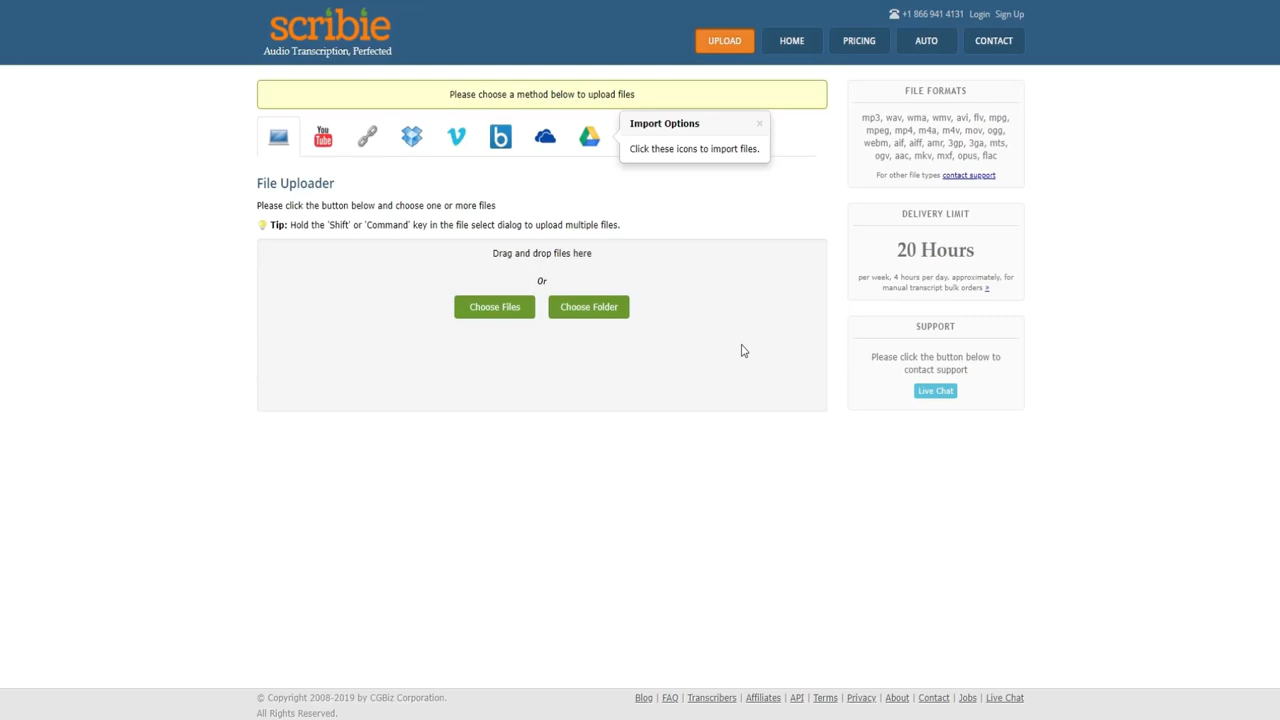 scribie
Audio Transcription, Perfected
+1 866 941 4131 Login Sign Up
UPLOAD HOME PRICING AUTO CONTACT
Please choose a method below to upload files
You
Tube
b
Import Options ×
Click these icons to import files.
File Uploader
Please click the button below and choose one or more files
Tip: Hold the 'Shift' or 'Command' key in the file select dialog to upload multiple files.
Drag and drop files here
Or
Choose Files Choose Folder
FILE FORMATS
mp3, wav, wma, wmv, avi, flv, mpg,
mpeg, mp4, m4a, m4v, mov, ogg,
webm, aif, aiff, amr, 3gp, 3ga, mts,
ogv, aac, mkv, mxf, opus, flac
For other file types contact support
DELIVERY LIMIT
20 Hours
per week, 4 hours per day, approximately, for
manual transcript bulk orders »
SUPPORT
Please click the button below to
contact support
Live Chat
© Copyright 2008-2019 by CGBiz Corporation.
All Rights Reserved.
Blog | FAQ | Transcribers | Affiliates | API | Terms | Privacy | About | Contact | Jobs | Live Chat